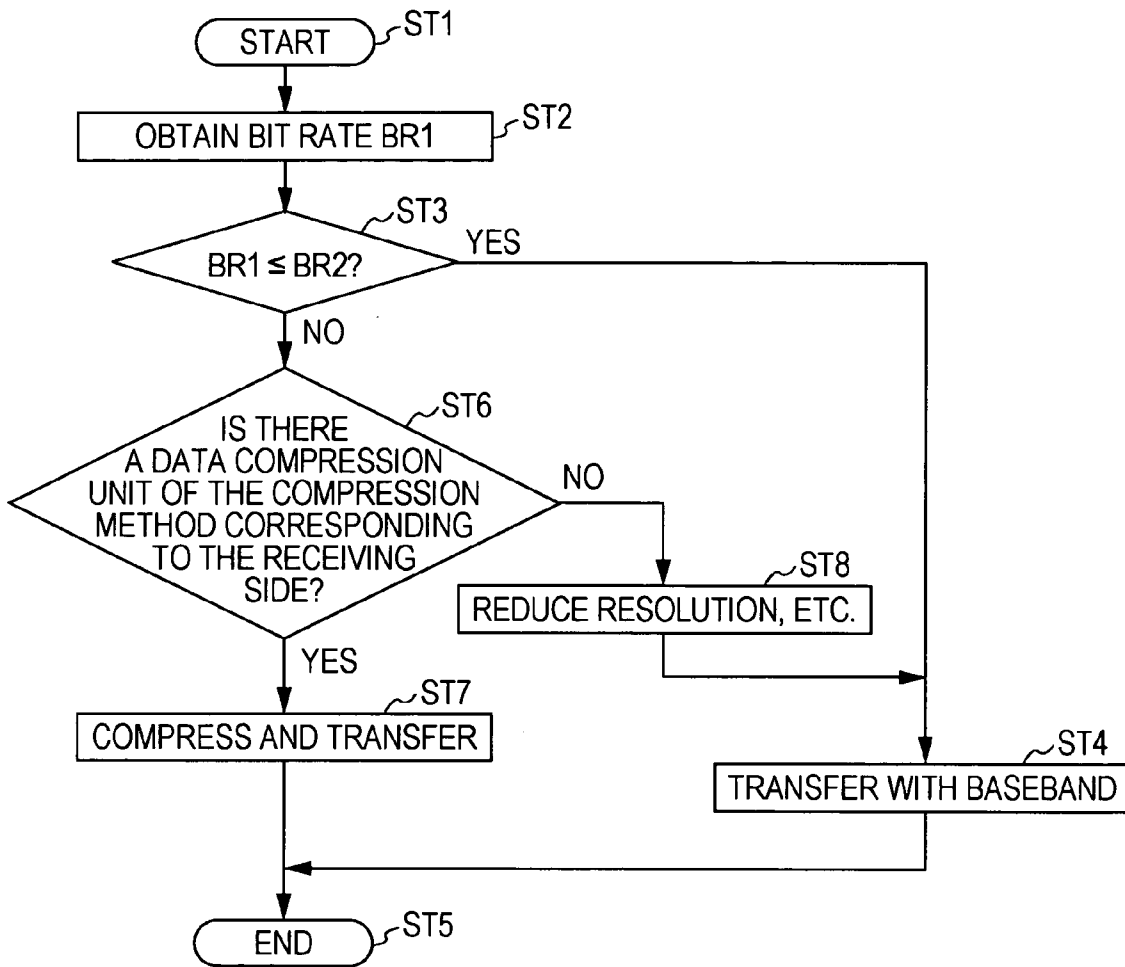 START
ST1
OBTAIN BIT RATE BR1
ST2
BR1 ≤ BR2?
ST3
YES
NO
IS THERE
A DATA COMPRESSION
UNIT OF THE COMPRESSION
METHOD CORRESPONDING
TO THE RECEIVING
SIDE?
ST6
NO
YES
REDUCE RESOLUTION, ETC.
ST8
COMPRESS AND TRANSFER
ST7
TRANSFER WITH BASEBAND
ST4
END
ST5